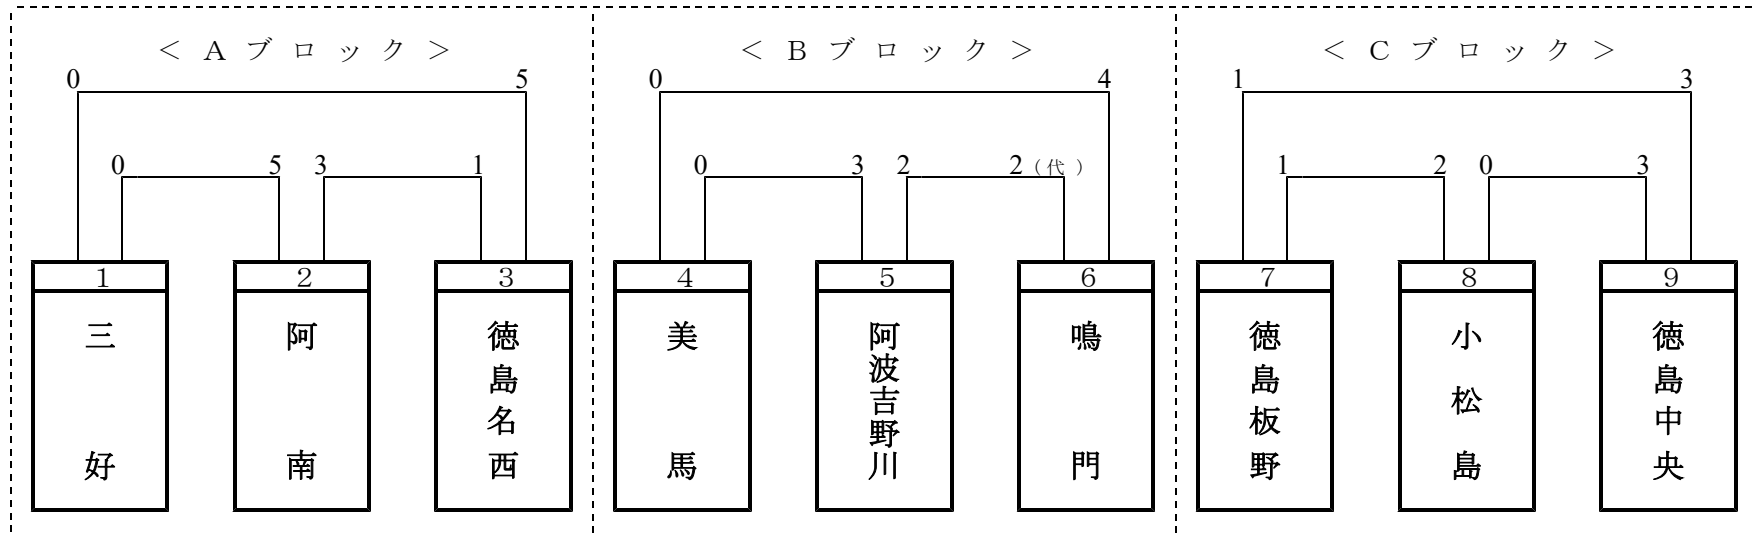 ＜Ａブロック＞
0 5
0 5 3 1
1 2 3
三好
阿南
徳島名西
＜Ｂブロック＞
0 4
0 3 2 2（代）
4 5 6
美馬
阿波吉野川
鳴門
＜Ｃブロック＞
1 3
1 2 0 3
7 8 9
徳島板野
小松島
徳島中央